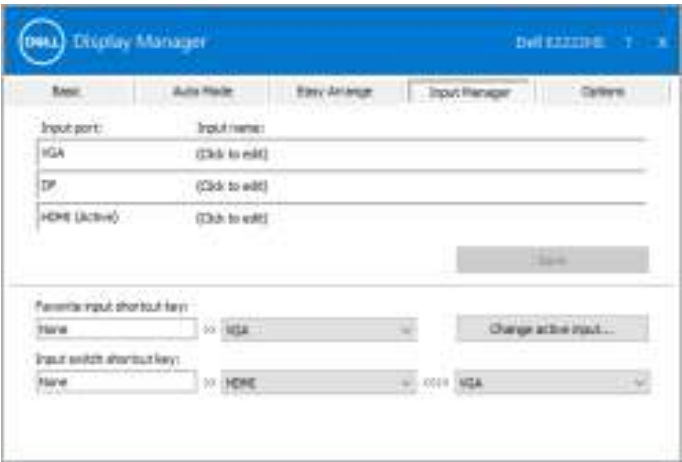 DELL Display Manager Dell E2222HS ? X
Basic Auto Mode Easy Arrange Input Manager Options
Input port: Input name:
VGA (Click to edit)
DP (Click to edit)
HDMI (Active) (Click to edit)
Save
Favorite input shortcut key:
None >> VGA Change active input...
Input switch shortcut key:
None >> HDMI <<>> VGA